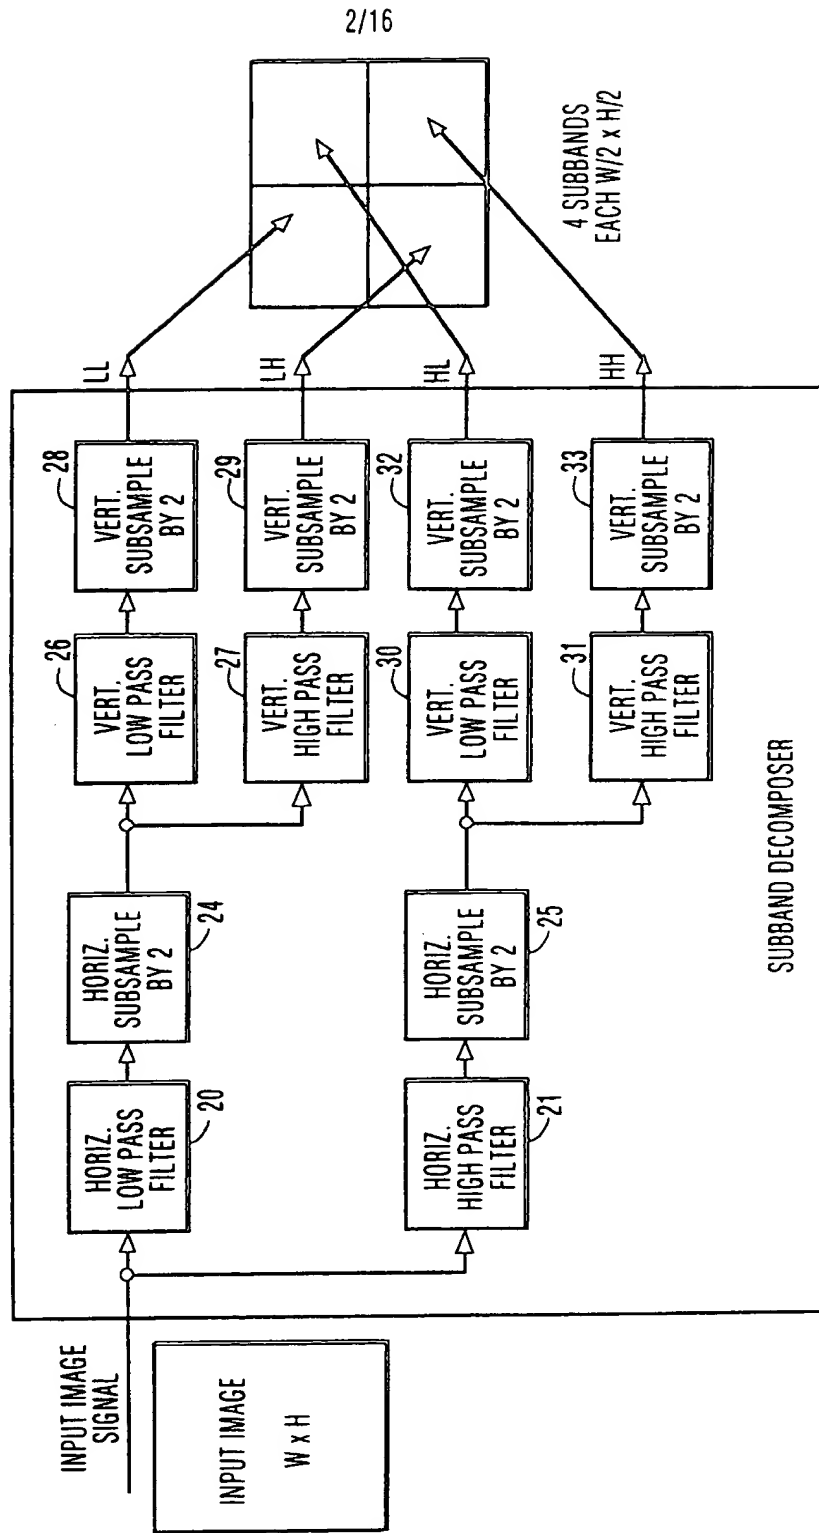 2/16
INPUT IMAGE
SIGNAL
INPUT IMAGE
W x H
HORIZ.
LOW PASS
FILTER
20
HORIZ.
SUBSAMPLE
BY 2
24
VERT.
LOW PASS
FILTER
26
VERT.
SUBSAMPLE
BY 2
28
LL
VERT.
HIGH PASS
FILTER
27
VERT.
SUBSAMPLE
BY 2
29
LH
HORIZ.
HIGH PASS
FILTER
21
HORIZ.
SUBSAMPLE
BY 2
25
VERT.
LOW PASS
FILTER
30
VERT.
SUBSAMPLE
BY 2
32
HL
VERT.
HIGH PASS
FILTER
31
VERT.
SUBSAMPLE
BY 2
33
HH
4 SUBBANDS
EACH W/2 x H/2
SUBBAND DECOMPOSER